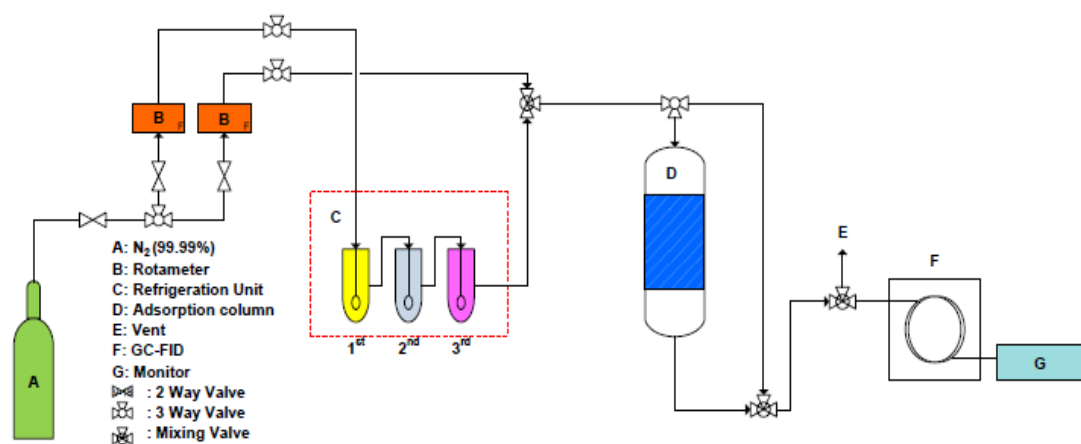 B
F
B
F
C
D
E
F
A: N₂ (99.99%)
B: Rotameter
C: Refrigeration Unit
D: Adsorption column
E: Vent
F: GC-FID
G: Monitor
: 2 Way Valve
: 3 Way Valve
: Mixing Valve
1ˢᵗ 2ⁿᵈ 3ʳᵈ
A
G